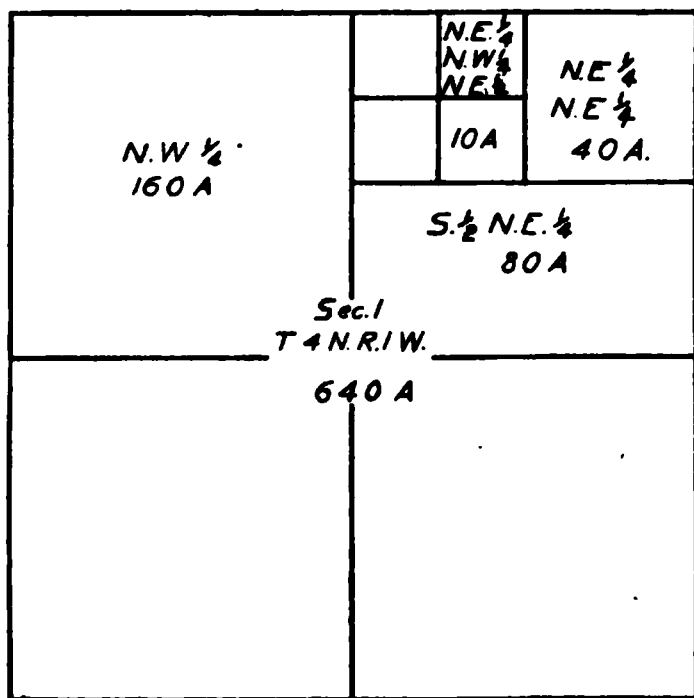 N.E.¼
N.W¼
N.E.¼
N.E ¼
N.E ¼
40A.
10A
N.W ¼
160 A
S.½ N.E.¼
80A
Sec.1
T 4 N. R.1 W.
640 A